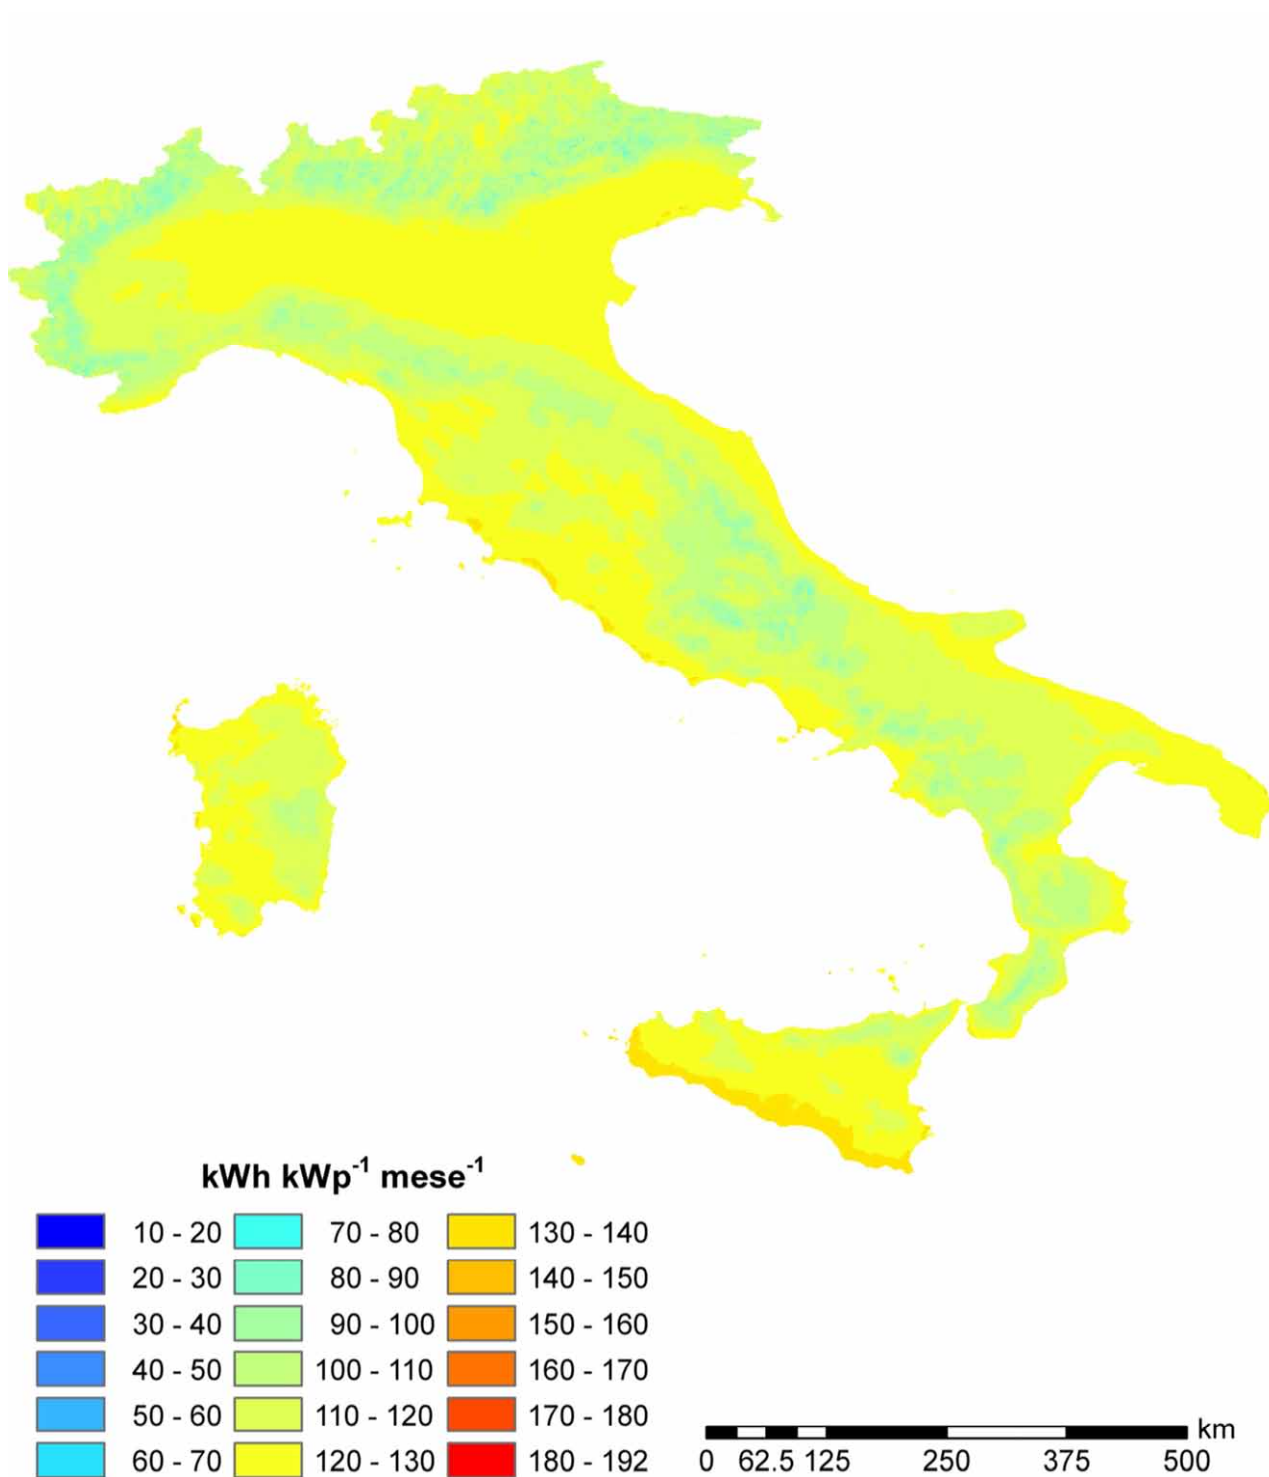 kWh kWp-1 mese-1
10 - 20 70 - 80 130 - 140
20 - 30 80 - 90 140 - 150
30 - 40 90 - 100 150 - 160
40 - 50 100 - 110 160 - 170
50 - 60 110 - 120 170 - 180
60 - 70 120 - 130 180 - 192
km
0 62.5 125 250 375 500